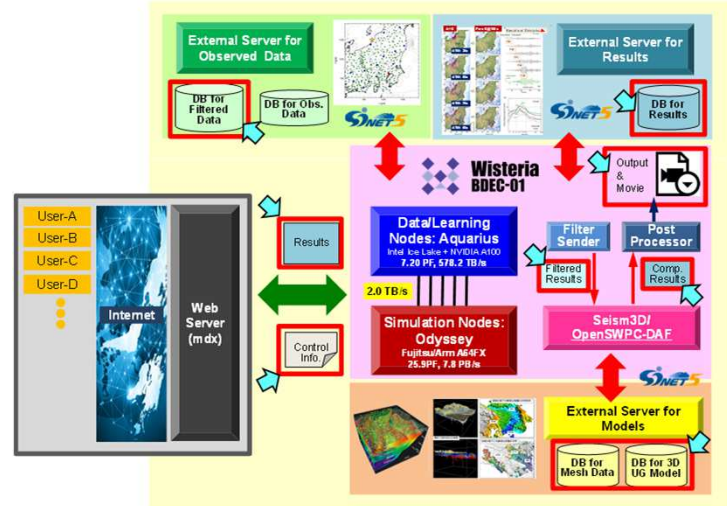 External Server for
Observed Data
DB for
Filtered
Data
DB for Obs.
Data
SINET5
External Server for
Results
DB for
Results
SINET5
Wisteria
BDEC-01
Output
&
Movie
User-A
User-B
User-C
User-D
Internet
Web
Server
(mdx)
Results
Control
Info.
Data/Learning
Nodes: Aquarius
Intel Ice Lake + NVIDIA A100
7.20 PF, 578.2 TB/s
2.0 TB/s
Simulation Nodes:
Odyssey
Fujitsu/Arm A64FX
25.9PF, 7.8 PB/s
Filter
Sender
Post
Processor
Filtered
Results
Comp.
Results
Seism3D/
OpenSWPC-DAF
SINET5
External Server for
Models
DB for
Mesh Data
DB for 3D
UG Model